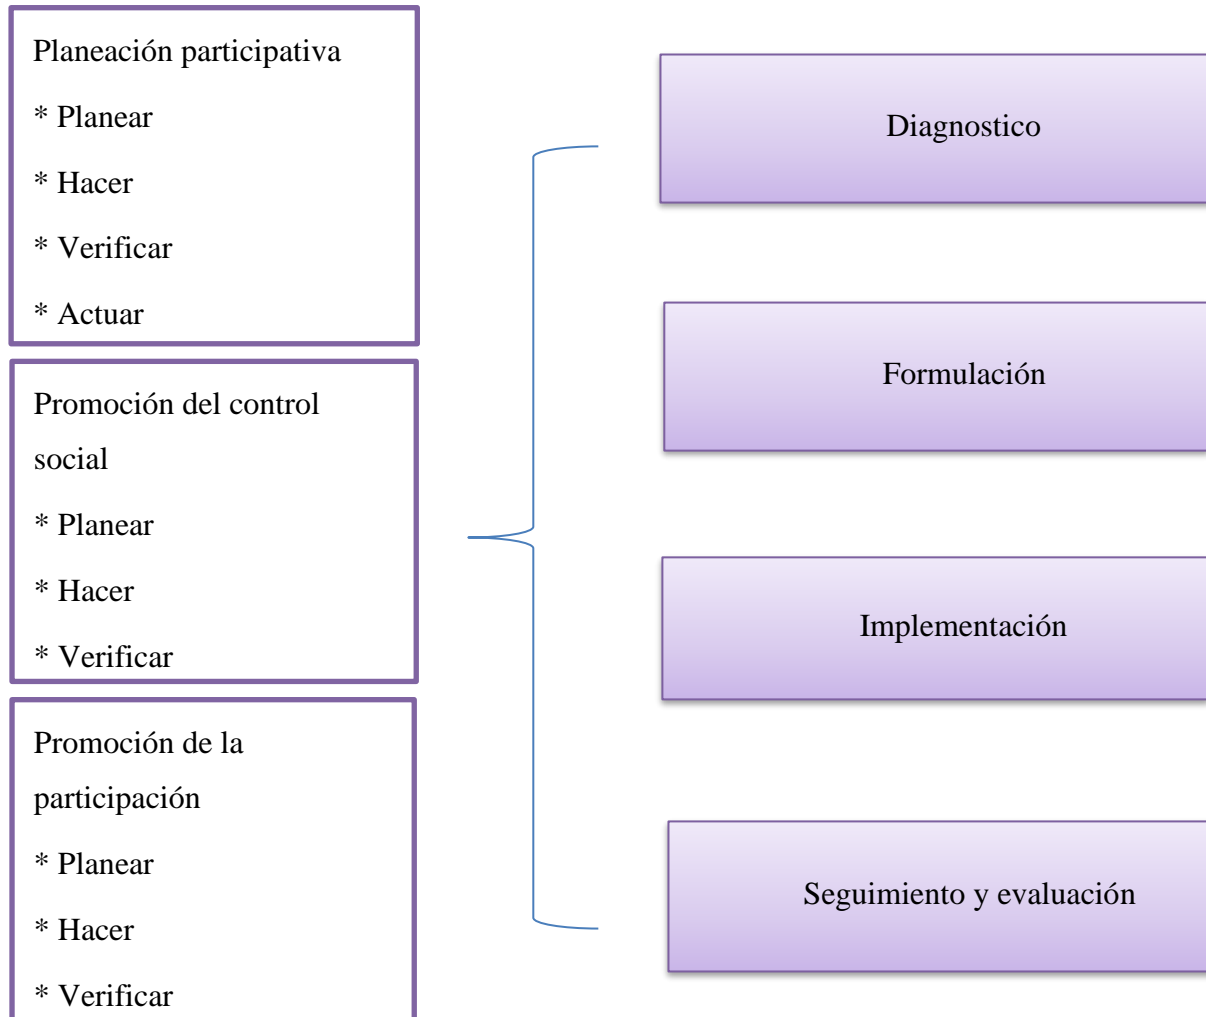 Planeación participativa
* Planear
* Hacer
* Verificar
* Actuar
Promoción del control
social
* Planear
* Hacer
* Verificar
Promoción de la
participación
* Planear
* Hacer
* Verificar
Diagnostico
Formulación
Implementación
Seguimiento y evaluación